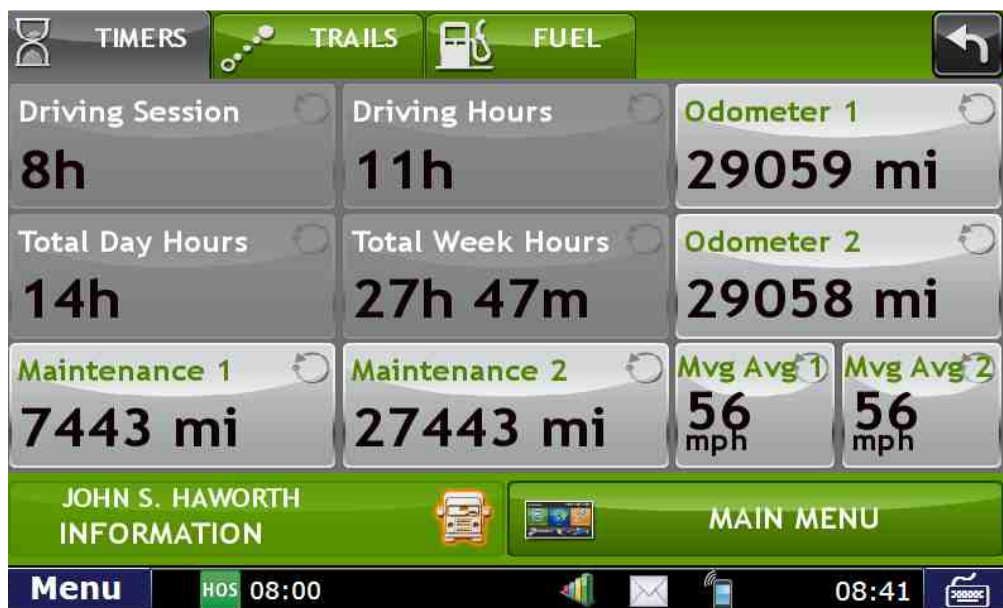 TIMERS
TRAILS
FUEL
Driving Session
8h
Driving Hours
11h
Odometer 1
29059 mi
Total Day Hours
14h
Total Week Hours
27h 47m
Odometer 2
29058 mi
Maintenance 1
7443 mi
Maintenance 2
27443 mi
Mvg Avg 1
56
mph
Mvg Avg 2
56
mph
JOHN S. HAWORTH
INFORMATION
MAIN MENU
Menu
HOS 08:00
08:41